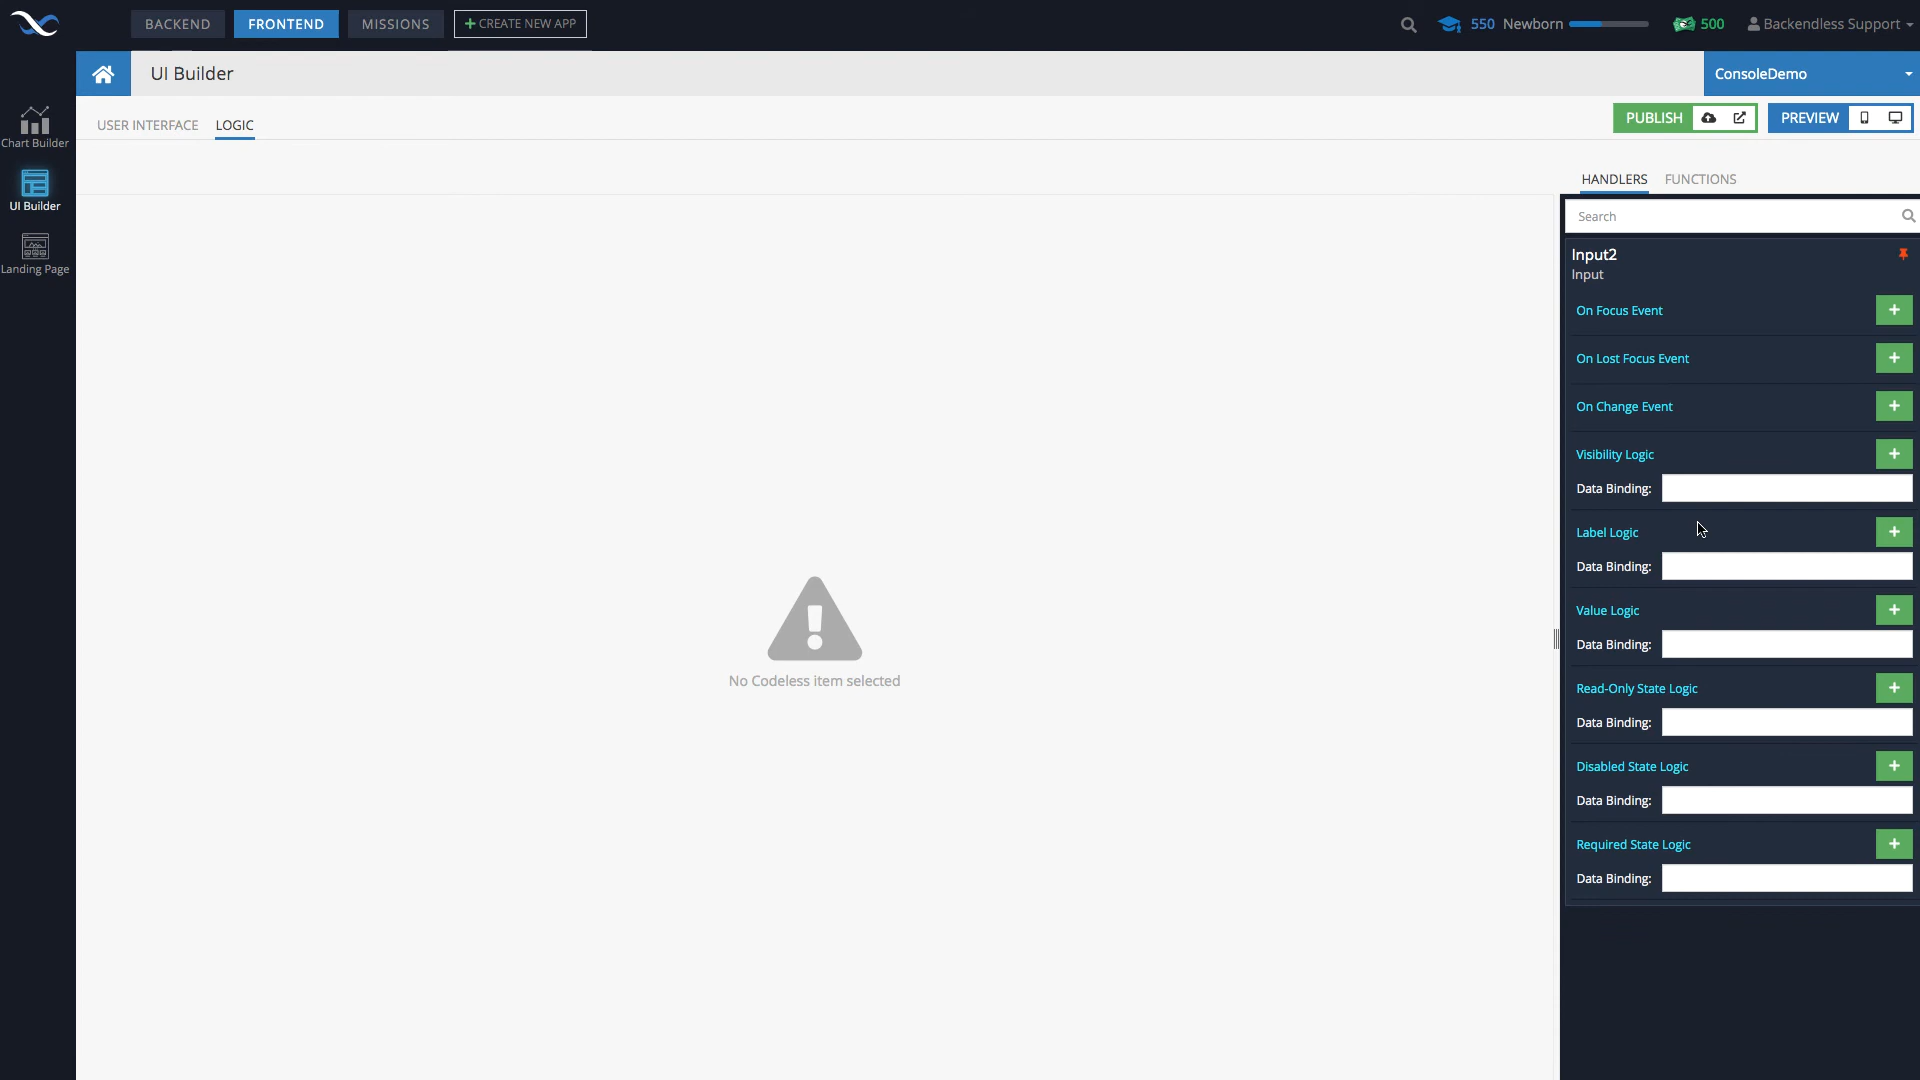 BACKEND
FRONTEND
MISSIONS
+ CREATE NEW APP
550 Newborn
500
Backendless Support
UI Builder
ConsoleDemo
USER INTERFACE
LOGIC
PUBLISH
PREVIEW
Chart Builder
UI Builder
Landing Page
HANDLERS
FUNCTIONS
Search
Input2
Input
On Focus Event
On Lost Focus Event
On Change Event
Visibility Logic
Data Binding:
Label Logic
Data Binding:
Value Logic
Data Binding:
Read-Only State Logic
Data Binding:
Disabled State Logic
Data Binding:
Required State Logic
Data Binding:
No Codeless item selected